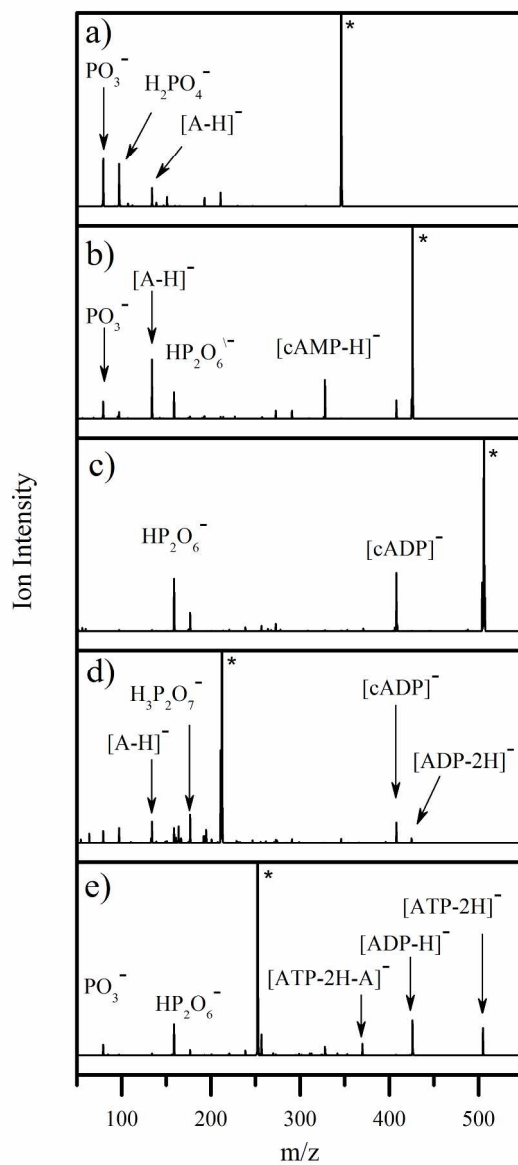 a)
*
PO₃⁻
H₂PO₄⁻
[A-H]⁻
b)
*
[A-H]⁻
PO₃⁻
HP₂O₆\⁻
[cAMP-H]⁻
c)
*
HP₂O₆⁻
[cADP]⁻
d)
*
H₃P₂O₇⁻
[cADP]⁻
[A-H]⁻
[ADP-2H]⁻
e)
*
[ATP-2H]⁻
[ADP-H]⁻
[ATP-2H-A]⁻
PO₃⁻
HP₂O₆⁻
Ion Intensity
100 200 300 400 500
m/z